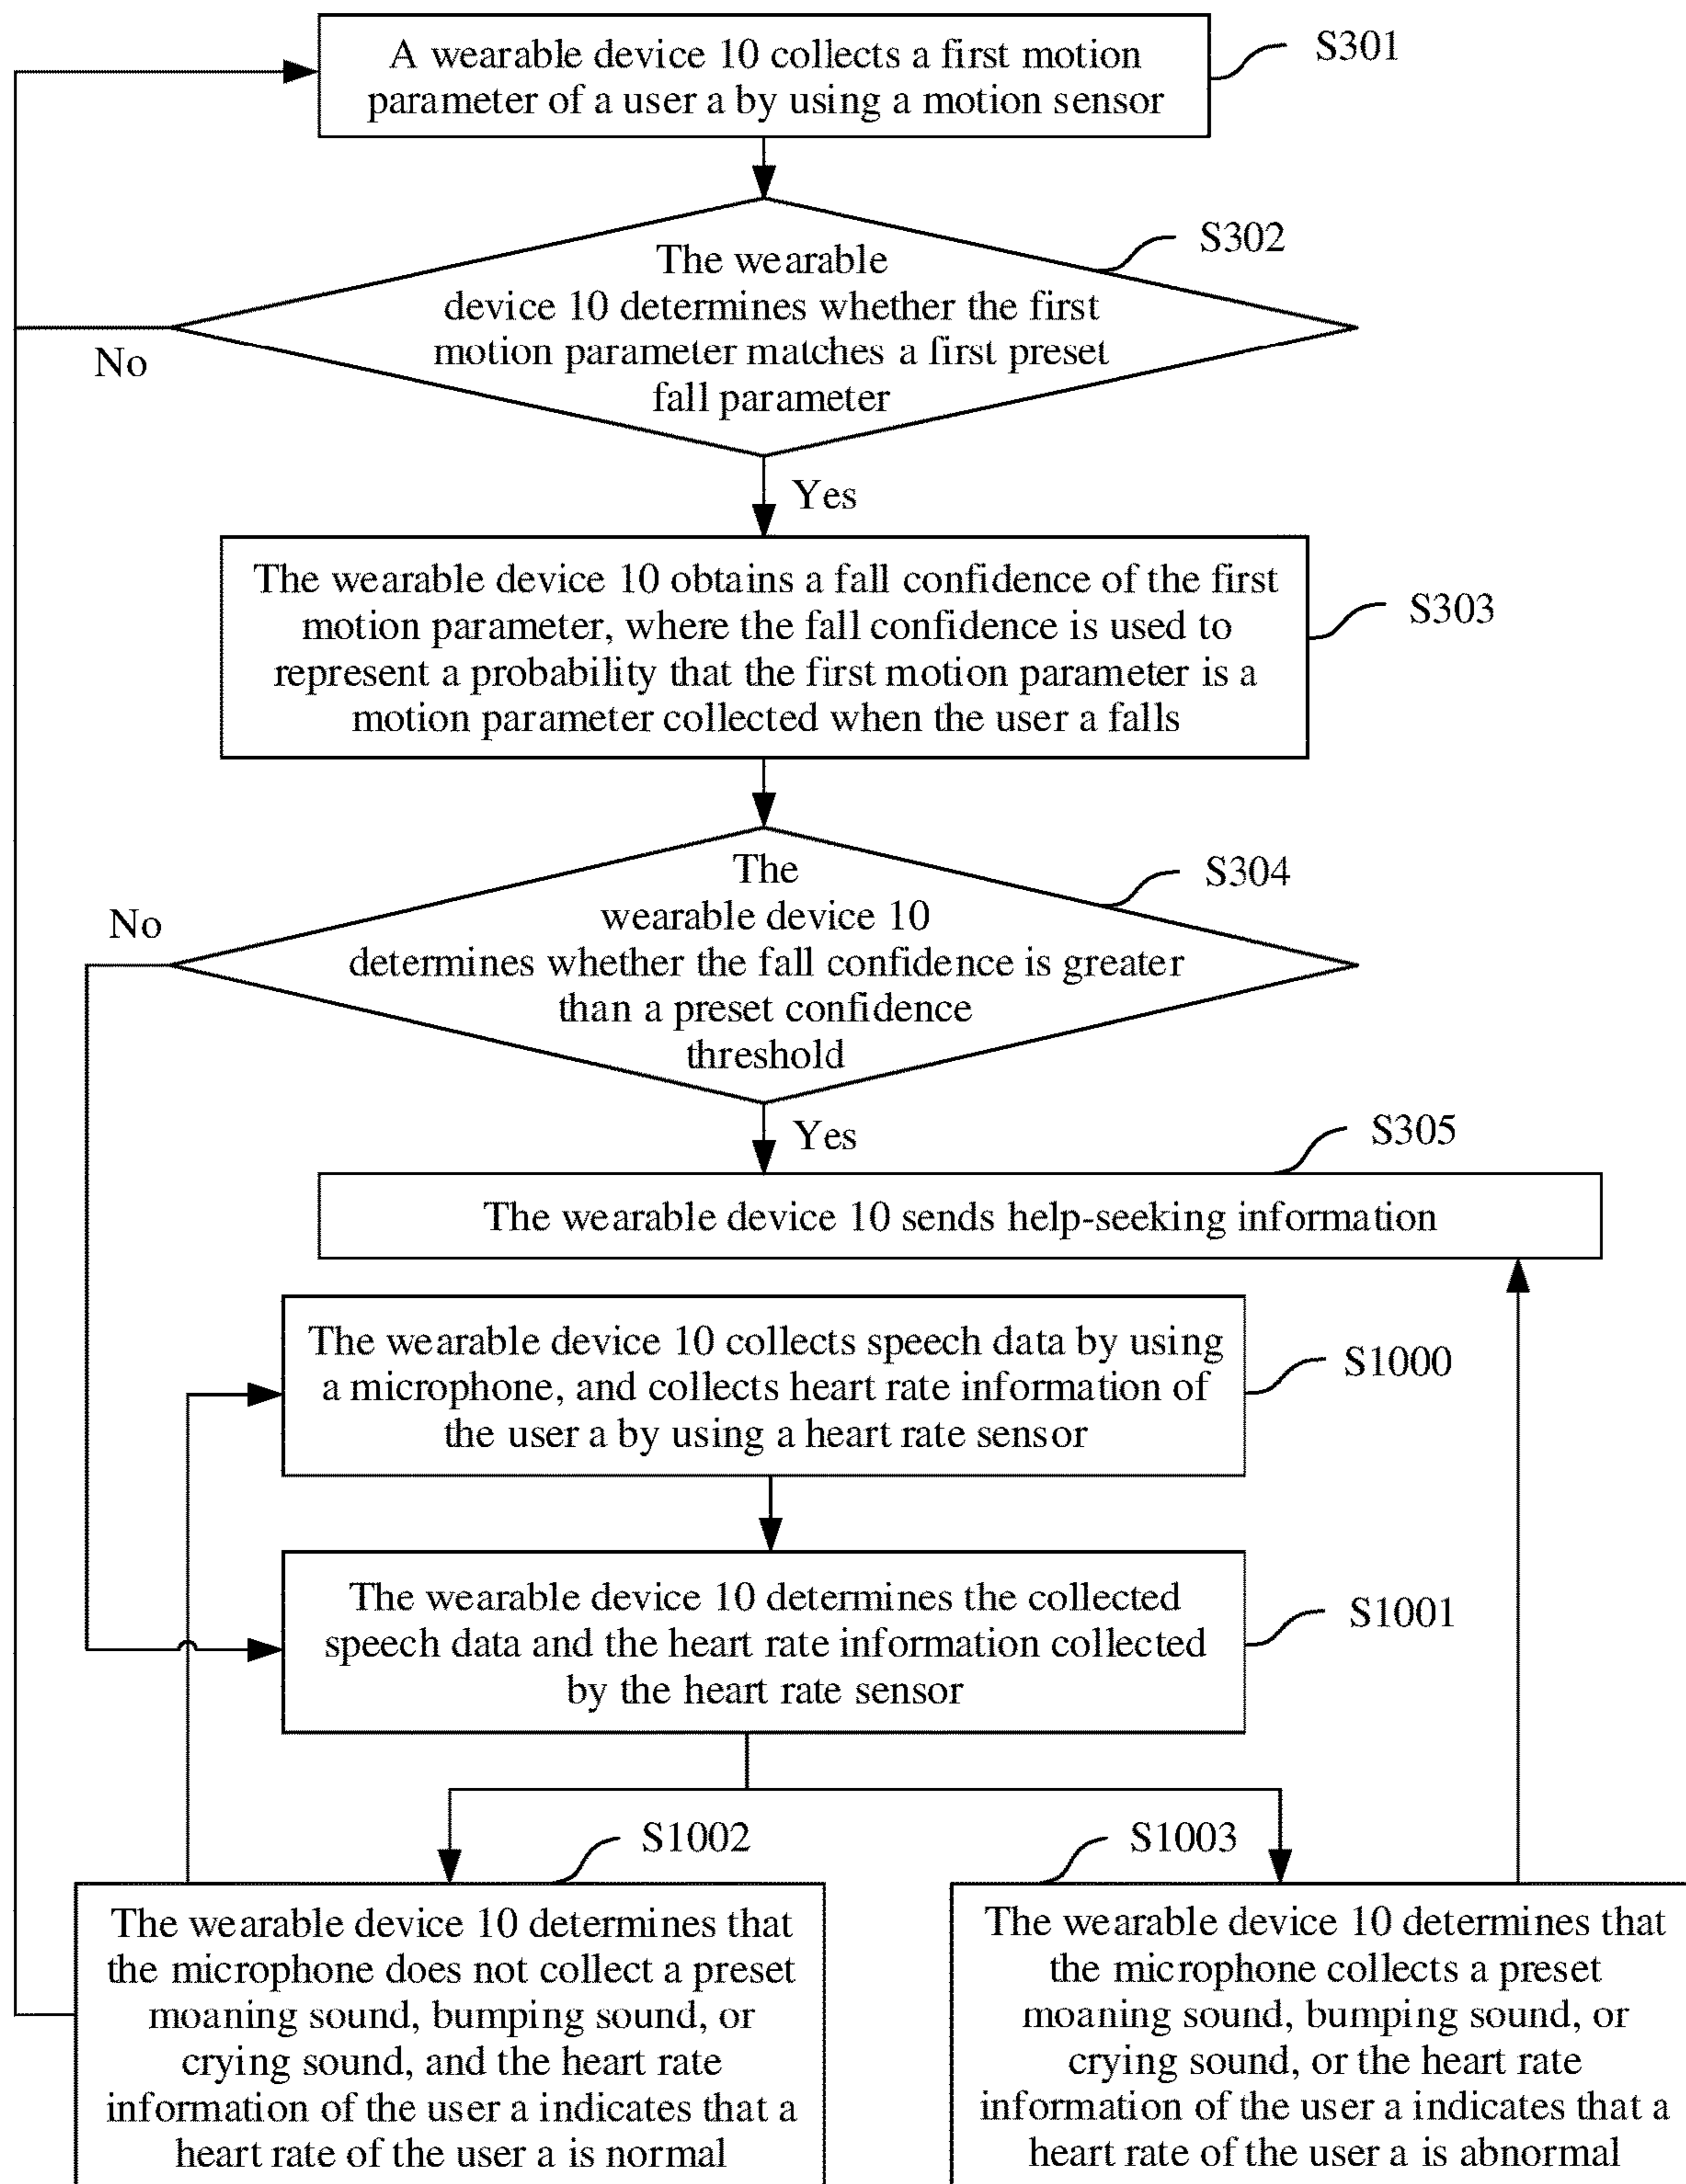 A wearable device 10 collects a first motion
parameter of a user a by using a motion sensor
S301
The wearable
device 10 determines whether the first
motion parameter matches a first preset
fall parameter
S302
No
Yes
The wearable device 10 obtains a fall confidence of the first
motion parameter, where the fall confidence is used to
represent a probability that the first motion parameter is a
motion parameter collected when the user a falls
S303
The
wearable device 10
determines whether the fall confidence is greater
than a preset confidence
threshold
S304
No
Yes
S305
The wearable device 10 sends help-seeking information
The wearable device 10 collects speech data by using
a microphone, and collects heart rate information of
the user a by using a heart rate sensor
S1000
The wearable device 10 determines the collected
speech data and the heart rate information collected
by the heart rate sensor
S1001
S1002
The wearable device 10 determines that
the microphone does not collect a preset
moaning sound, bumping sound, or
crying sound, and the heart rate
information of the user a indicates that a
heart rate of the user a is normal
S1003
The wearable device 10 determines that
the microphone collects a preset
moaning sound, bumping sound, or
crying sound, or the heart rate
information of the user a indicates that a
heart rate of the user a is abnormal